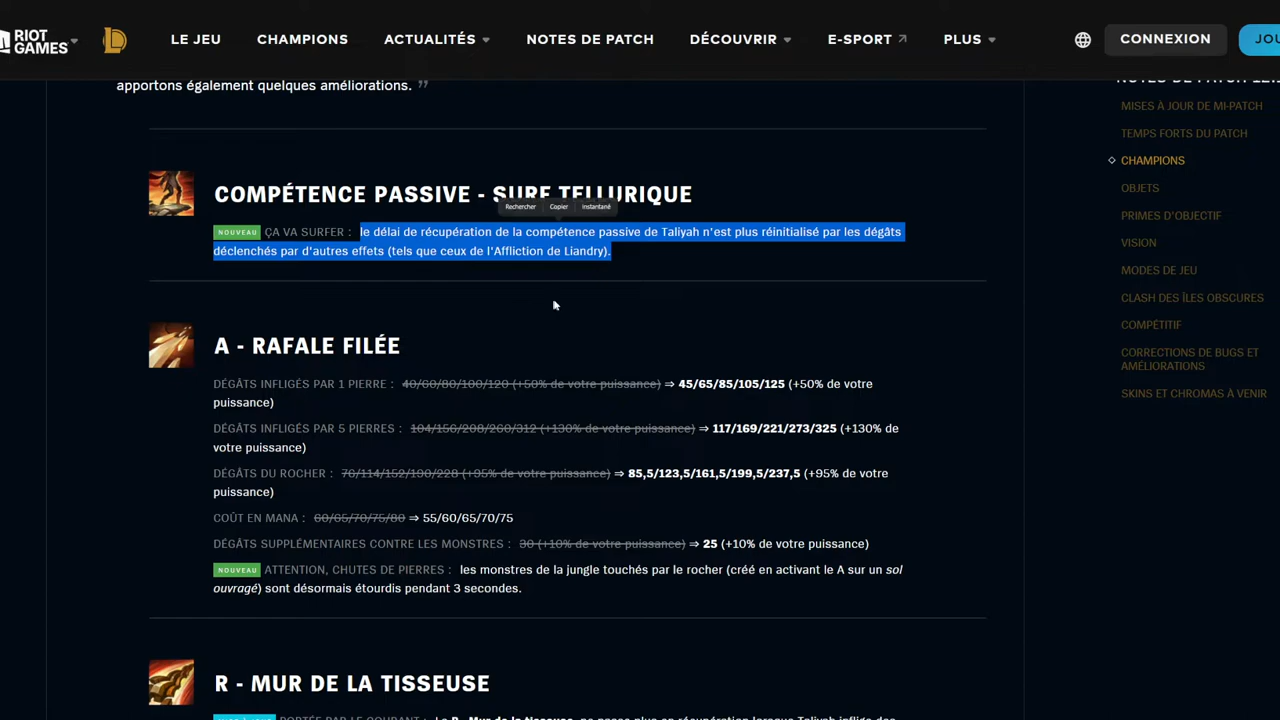 RIOT GAMES
LE JEU
CHAMPIONS
ACTUALITÉS
NOTES DE PATCH
DÉCOUVRIR
E-SPORT
PLUS
CONNEXION
apportons également quelques améliorations. ”
COMPÉTENCE PASSIVE - SURF TELLURIQUE
Rechercher Copier Instantané
NOUVEAU ÇA VA SURFER : le délai de récupération de la compétence passive de Taliyah n'est plus réinitialisé par les dégâts
déclenchés par d'autres effets (tels que ceux de l'Affliction de Liandry).
A - RAFALE FILÉE
DÉGÂTS INFLIGÉS PAR 1 PIERRE : 40/60/80/100/120 (+50% de votre puissance) ⇒ 45/65/85/105/125 (+50% de votre
puissance)
DÉGÂTS INFLIGÉS PAR 5 PIERRES : 104/156/208/260/312 (+130% de votre puissance) ⇒ 117/169/221/273/325 (+130% de
votre puissance)
DÉGÂTS DU ROCHER : 76/114/152/190/228 (+95% de votre puissance) ⇒ 85,5/123,5/161,5/199,5/237,5 (+95% de votre
puissance)
COÛT EN MANA : 60/65/70/75/80 ⇒ 55/60/65/70/75
DÉGÂTS SUPPLÉMENTAIRES CONTRE LES MONSTRES : 30 (+10% de votre puissance) ⇒ 25 (+10% de votre puissance)
NOUVEAU ATTENTION, CHUTES DE PIERRES : les monstres de la jungle touchés par le rocher (créé en activant le A sur un sol
ouvragé) sont désormais étourdis pendant 3 secondes.
R - MUR DE LA TISSEUSE
MISES À JOUR DE MI-PATCH
TEMPS FORTS DU PATCH
CHAMPIONS
OBJETS
PRIMES D'OBJECTIF
VISION
MODES DE JEU
CLASH DES ÎLES OBSCURES
COMPÉTITIF
CORRECTIONS DE BUGS ET
AMÉLIORATIONS
SKINS ET CHROMAS À VENIR